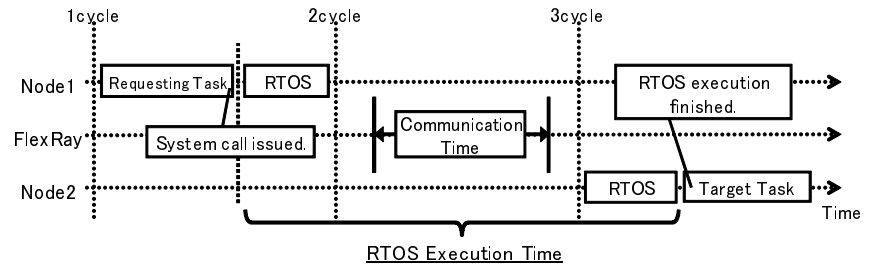 1cycle 2cycle 3cycle
Node1
Requesting Task
RTOS
RTOS execution
finished.
FlexRay
System call issued.
Communication
Time
Node2
RTOS
Target Task
Time
RTOS Execution Time